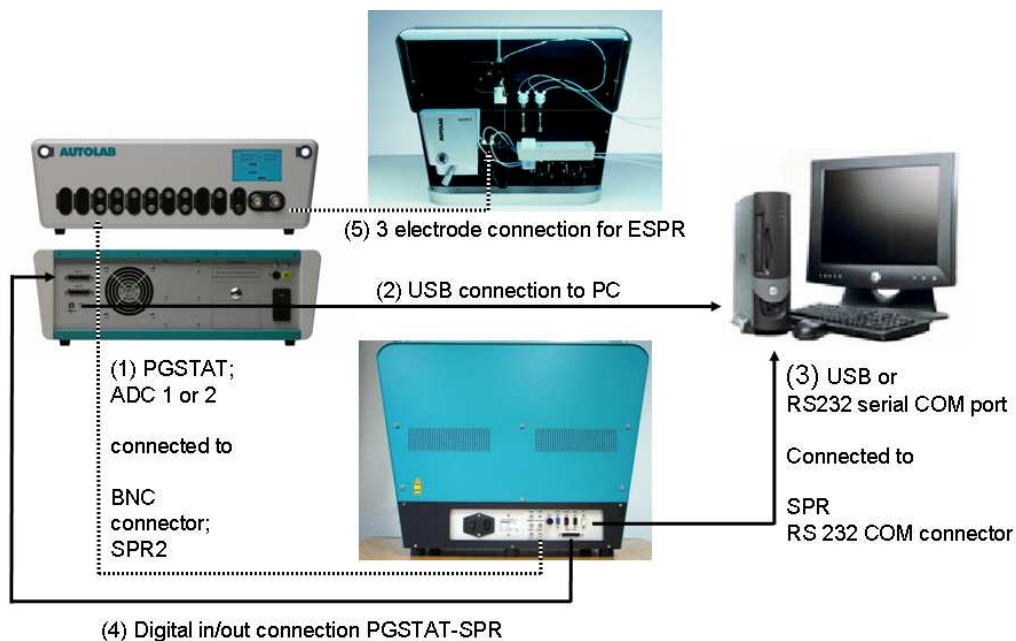 AUTOLAB
(5) 3 electrode connection for ESPR
(2) USB connection to PC
(1) PGSTAT;
ADC 1 or 2
connected to
BNC
connector;
SPR2
(3) USB or
RS232 serial COM port
Connected to
SPR
RS 232 COM connector
(4) Digital in/out connection PGSTAT-SPR